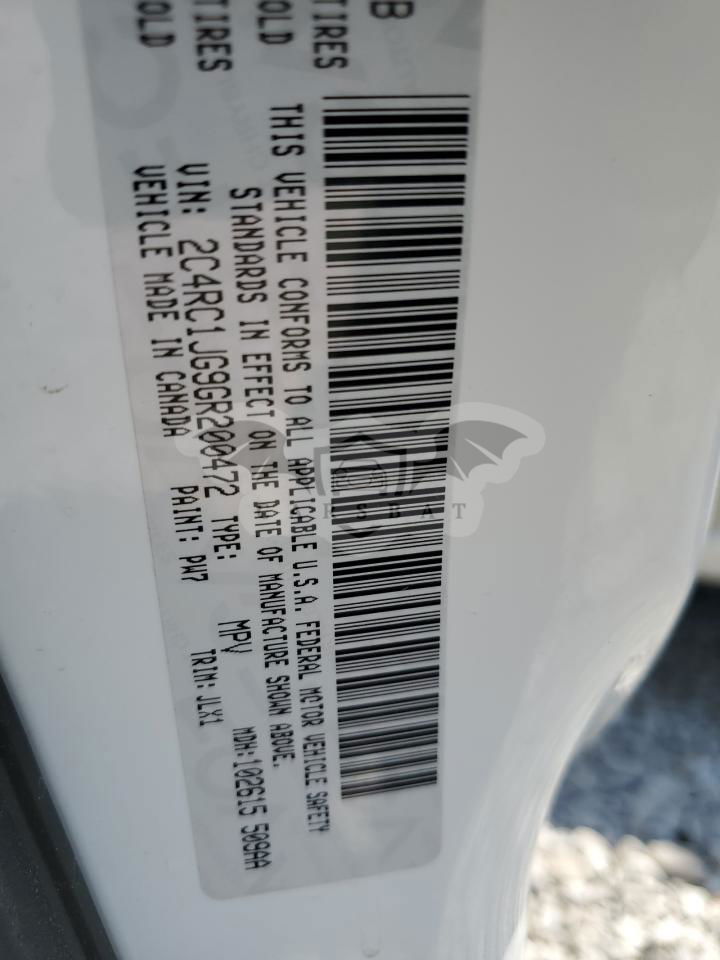 B
TIRES
OLD
TIRES
OLD
THIS VEHICLE CONFORMS TO ALL APPLICABLE U.S.A. FEDERAL MOTOR VEHICLE SAFETY
STANDARDS IN EFFECT ON THE DATE OF MANUFACTURE SHOWN ABOVE.
VIN: 2C4RC1JG9GR200472 TYPE: MPV MDH:102615 509AA
VEHICLE MADE IN CANADA PAINT: PW7 TRIM: JLX1